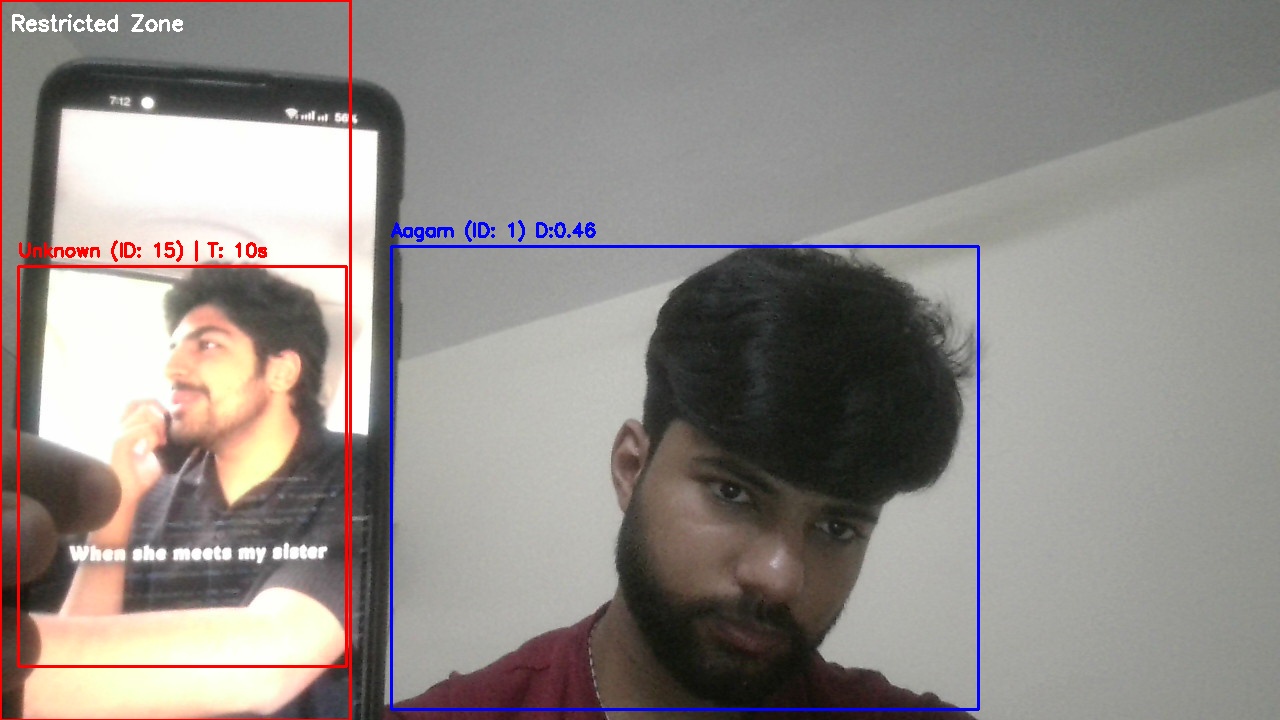 Restricted Zone
7:12
56%
Unknown (ID: 15) | T: 10s
Aagam (ID: 1) D:0.46
When she meets my sister